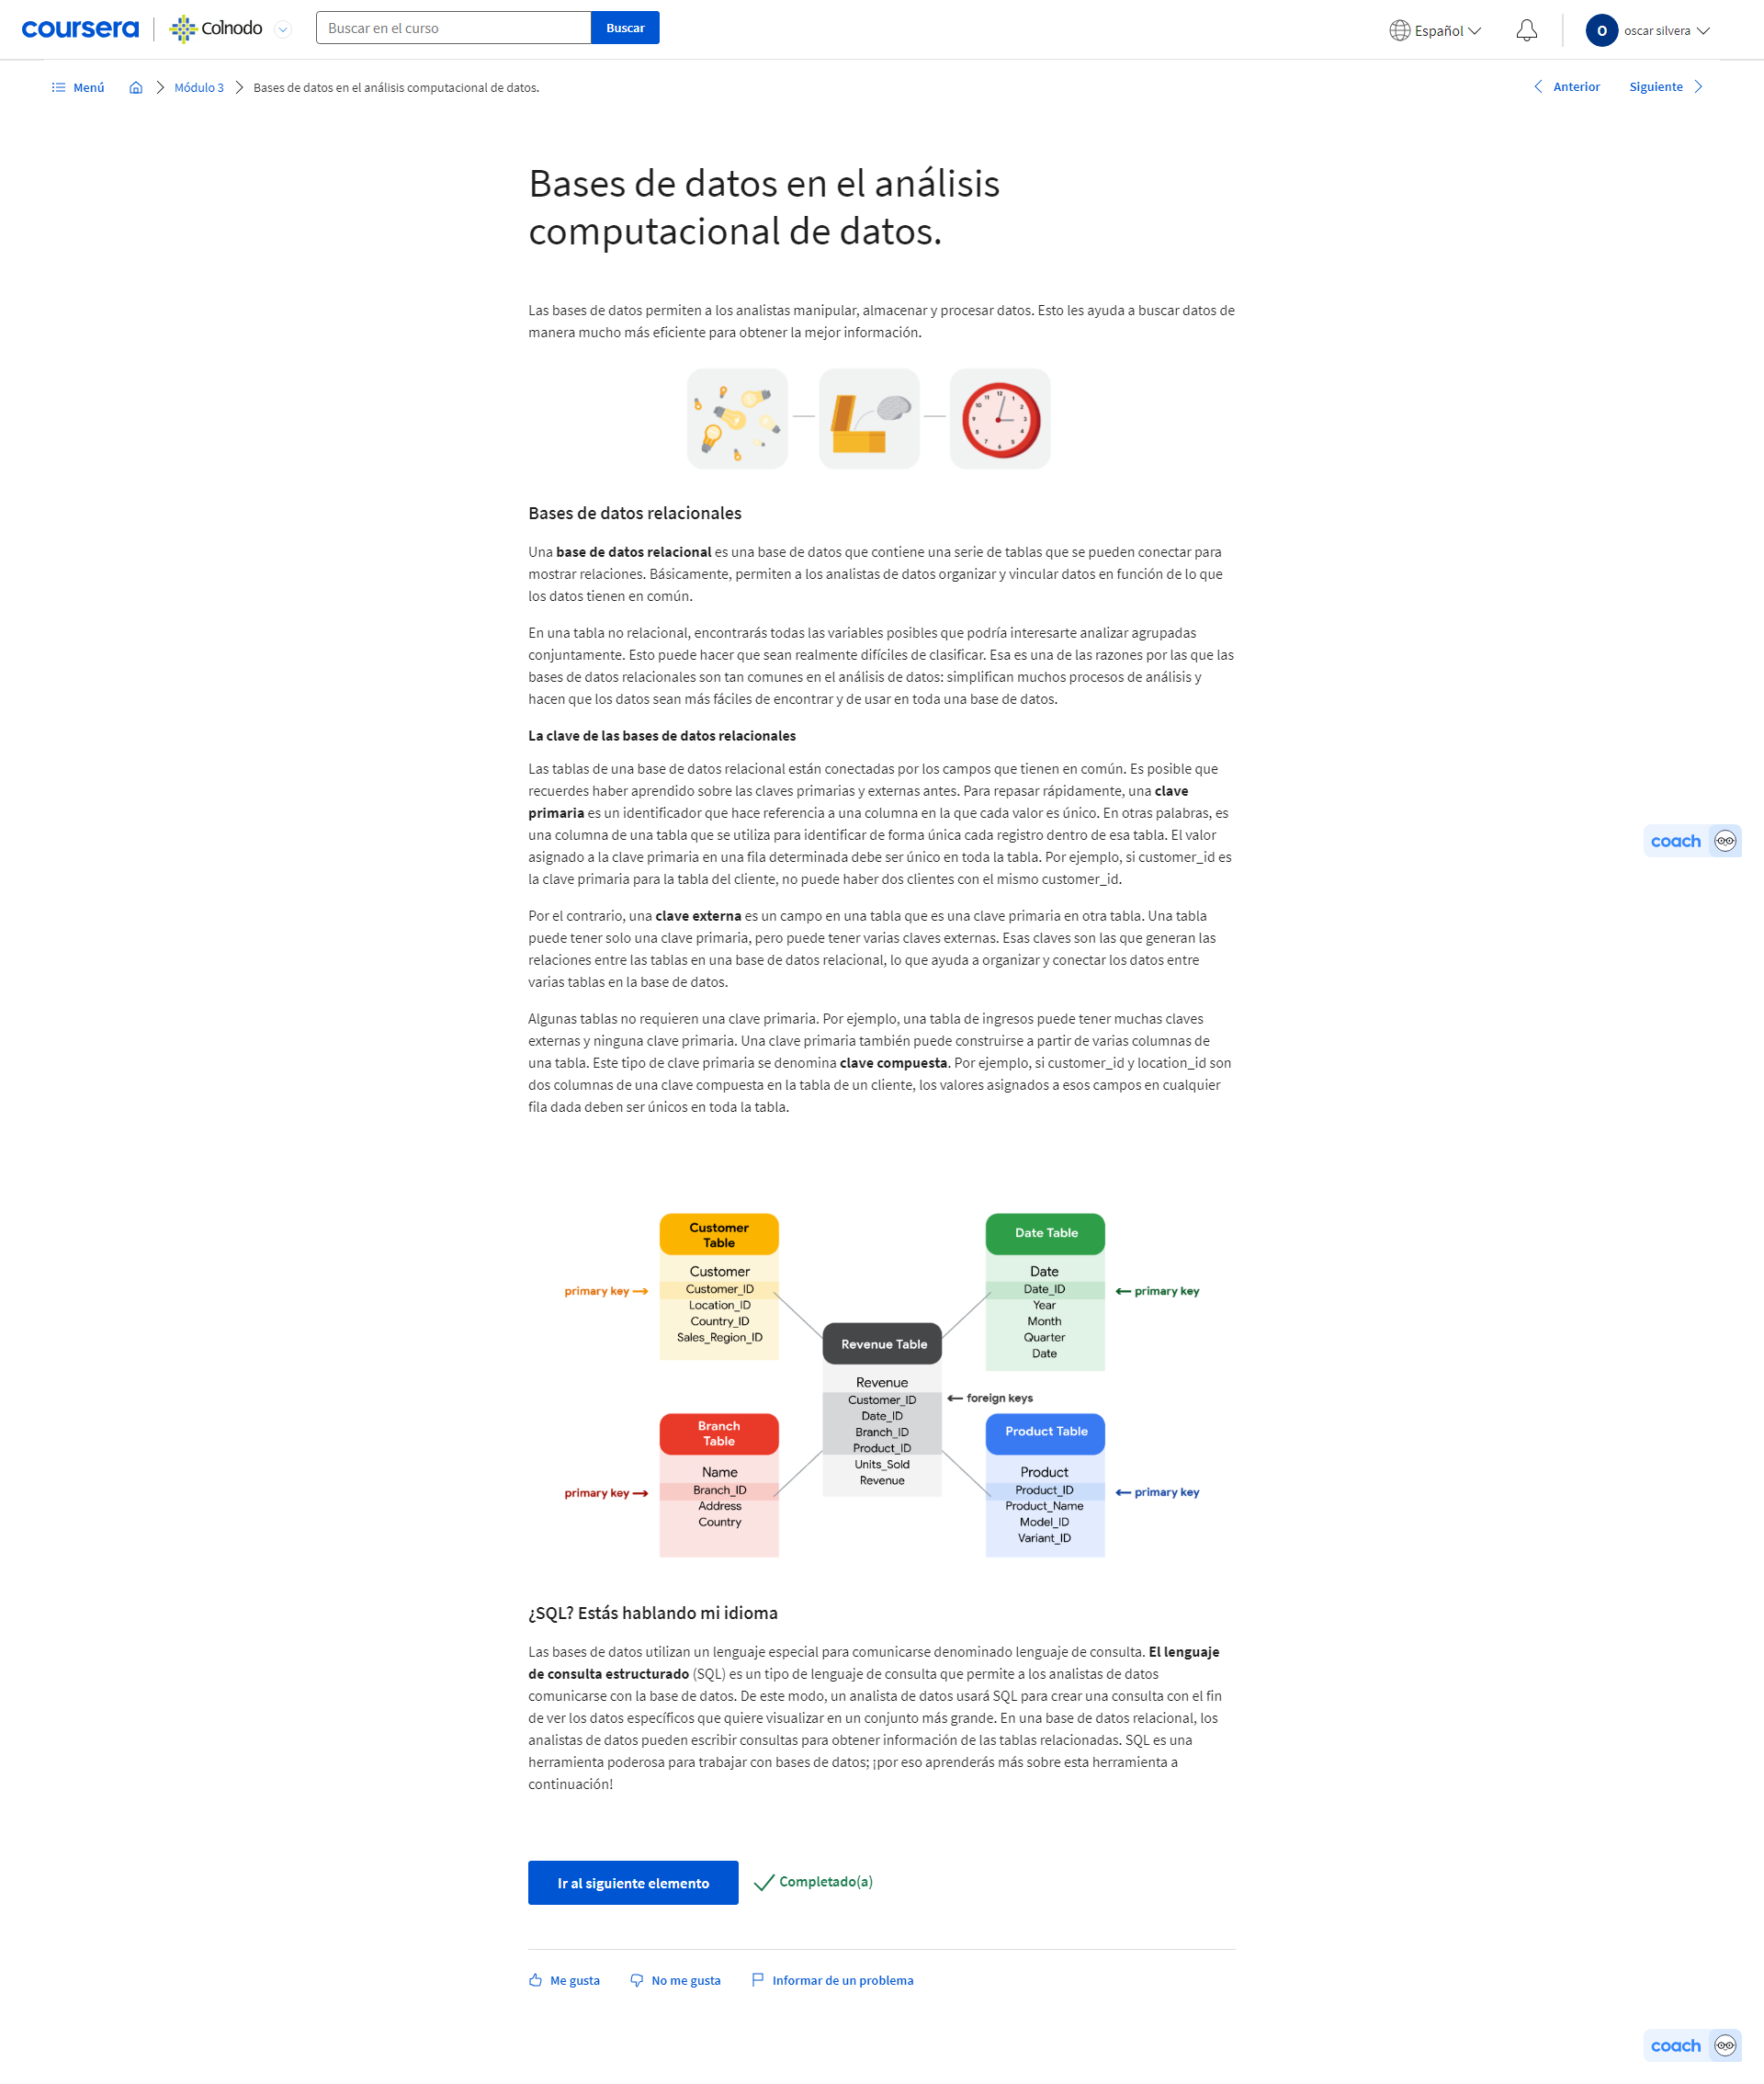 coursera
Colnodo
Buscar en el curso
Buscar
Español
O
oscar silvera
Menú
Módulo 3
Bases de datos en el análisis computacional de datos.
Anterior
Siguiente
Bases de datos en el análisis
computacional de datos.
Las bases de datos permiten a los analistas manipular, almacenar y procesar datos. Esto les ayuda a buscar datos de
manera mucho más eficiente para obtener la mejor información.
12
1
2
3
4
5
6
7
8
9
10
11
Bases de datos relacionales
Una base de datos relacional es una base de datos que contiene una serie de tablas que se pueden conectar para
mostrar relaciones. Básicamente, permiten a los analistas de datos organizar y vincular datos en función de lo que
los datos tienen en común.
En una tabla no relacional, encontrarás todas las variables posibles que podría interesarte analizar agrupadas
conjuntamente. Esto puede hacer que sean realmente difíciles de clasificar. Esa es una de las razones por las que las
bases de datos relacionales son tan comunes en el análisis de datos: simplifican muchos procesos de análisis y
hacen que los datos sean más fáciles de encontrar y de usar en toda una base de datos.
La clave de las bases de datos relacionales
Las tablas de una base de datos relacional están conectadas por los campos que tienen en común. Es posible que
recuerdes haber aprendido sobre las claves primarias y externas antes. Para repasar rápidamente, una clave
primaria es un identificador que hace referencia a una columna en la que cada valor es único. En otras palabras, es
una columna de una tabla que se utiliza para identificar de forma única cada registro dentro de esa tabla. El valor
asignado a la clave primaria en una fila determinada debe ser único en toda la tabla. Por ejemplo, si customer_id es
la clave primaria para la tabla del cliente, no puede haber dos clientes con el mismo customer_id.
coach
Por el contrario, una clave externa es un campo en una tabla que es una clave primaria en otra tabla. Una tabla
puede tener solo una clave primaria, pero puede tener varias claves externas. Esas claves son las que generan las
relaciones entre las tablas en una base de datos relacional, lo que ayuda a organizar y conectar los datos entre
varias tablas en la base de datos.
Algunas tablas no requieren una clave primaria. Por ejemplo, una tabla de ingresos puede tener muchas claves
externas y ninguna clave primaria. Una clave primaria también puede construirse a partir de varias columnas de
una tabla. Este tipo de clave primaria se denomina clave compuesta. Por ejemplo, si customer_id y location_id son
dos columnas de una clave compuesta en la tabla de un cliente, los valores asignados a esos campos en cualquier
fila dada deben ser únicos en toda la tabla.
Customer
Table
Customer
primary key
Customer_ID
Location_ID
Country_ID
Sales_Region_ID
Date Table
Date
Date_ID
primary key
Year
Month
Quarter
Date
Revenue Table
Revenue
foreign keys
Customer_ID
Date_ID
Branch_ID
Product_ID
Units_Sold
Revenue
Branch
Table
Name
primary key
Branch_ID
Address
Country
Product Table
Product
Product_ID
primary key
Product_Name
Model_ID
Variant_ID
¿SQL? Estás hablando mi idioma
Las bases de datos utilizan un lenguaje especial para comunicarse denominado lenguaje de consulta. El lenguaje
de consulta estructurado (SQL) es un tipo de lenguaje de consulta que permite a los analistas de datos
comunicarse con la base de datos. De este modo, un analista de datos usará SQL para crear una consulta con el fin
de ver los datos específicos que quiere visualizar en un conjunto más grande. En una base de datos relacional, los
analistas de datos pueden escribir consultas para obtener información de las tablas relacionadas. SQL es una
herramienta poderosa para trabajar con bases de datos; ¡por eso aprenderás más sobre esta herramienta a
continuación!
Ir al siguiente elemento
Completado(a)
Me gusta
No me gusta
Informar de un problema
coach